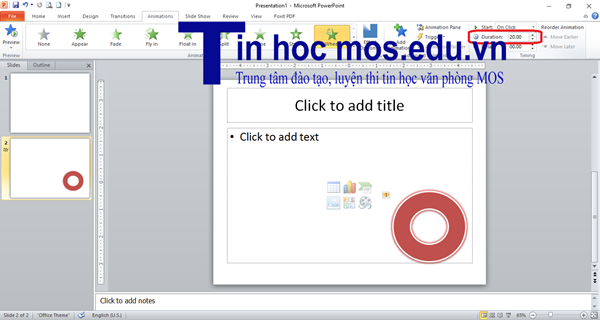 Presentation1 - Microsoft PowerPoint
File Home Insert Design Transitions Animations Slide Show Review View Foxit PDF
Preview
None Appear Fade Fly In Float In Split
Animation Pane
Start: On Click
Duration: 20.00
00.00
Reorder Animation
Move Earlier
Move Later
Preview
Timing
Tin hoc mos.edu.vn
Trung tâm đào tạo, luyện thi tin học văn phòng MOS
Slides Outline
1
2
Click to add title
• Click to add text
Click to add notes
Slide 2 of 2 "Office Theme" English (U.S.) 69%